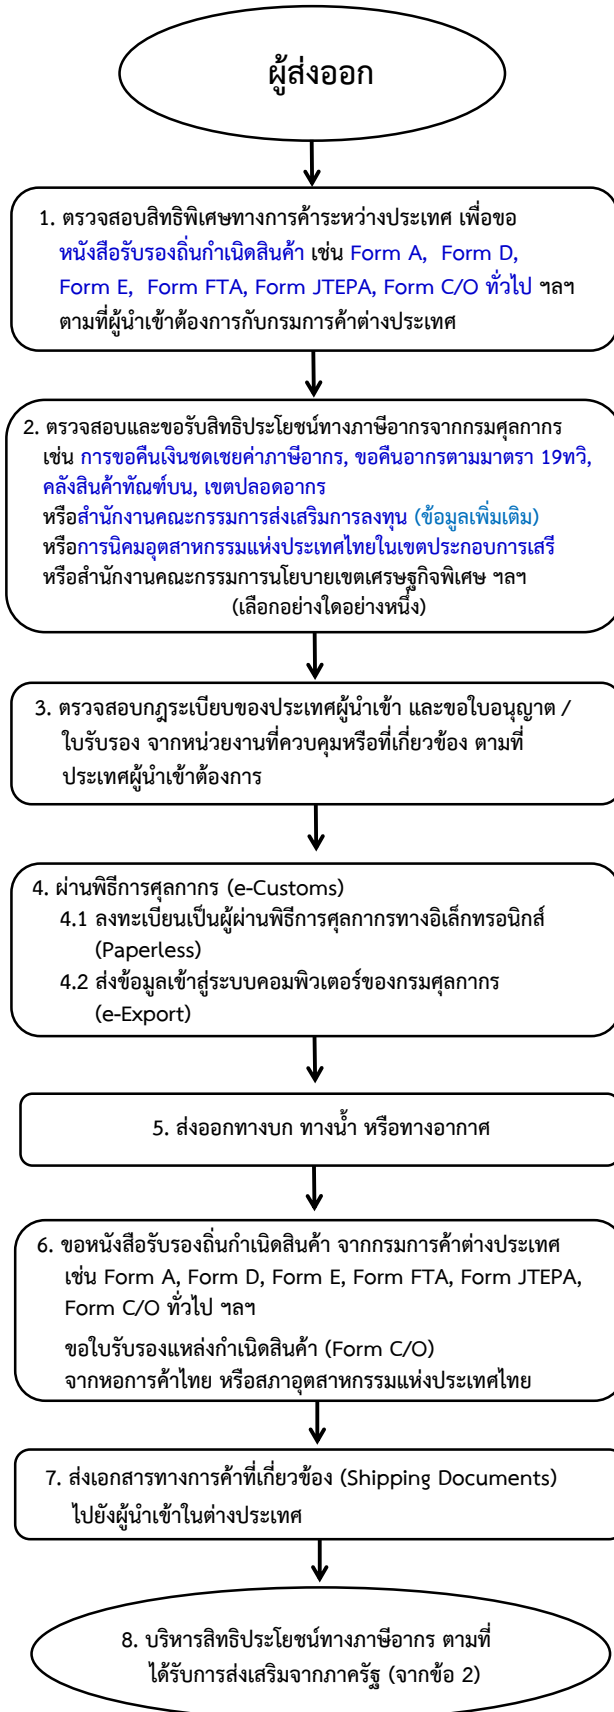 ผู้ส่งออก
1. ตรวจสอบสิทธิพิเศษทางการค้าระหว่างประเทศ เพื่อขอ
หนังสือรับรองถิ่นกำเนิดสินค้า เช่น Form A, Form D,
Form E, Form FTA, Form JTEPA, Form C/O ทั่วไป ฯลฯ
ตามที่ผู้นำเข้าต้องการกับกรมการค้าต่างประเทศ
2. ตรวจสอบและขอรับสิทธิประโยชน์ทางภาษีอากรจากกรมศุลกากร
เช่น การขอคืนเงินชดเชยค่าภาษีอากร, ขอคืนอากรตามมาตรา 19ทวิ,
คลังสินค้าทัณฑ์บน, เขตปลอดอากร
หรือสำนักงานคณะกรรมการส่งเสริมการลงทุน (ข้อมูลเพิ่มเติม)
หรือการนิคมอุตสาหกรรมแห่งประเทศไทยในเขตประกอบการเสรี
หรือสำนักงานคณะกรรมการนโยบายเขตเศรษฐกิจพิเศษ ฯลฯ
(เลือกอย่างใดอย่างหนึ่ง)
3. ตรวจสอบกฎระเบียบของประเทศผู้นำเข้า และขอใบอนุญาต /
ใบรับรอง จากหน่วยงานที่ควบคุมหรือที่เกี่ยวข้อง ตามที่
ประเทศผู้นำเข้าต้องการ
4. ผ่านพิธีการศุลกากร (e-Customs)
4.1 ลงทะเบียนเป็นผู้ผ่านพิธีการศุลกากรทางอิเล็กทรอนิกส์
(Paperless)
4.2 ส่งข้อมูลเข้าสู่ระบบคอมพิวเตอร์ของกรมศุลกากร
(e-Export)
5. ส่งออกทางบก ทางน้ำ หรือทางอากาศ
6. ขอหนังสือรับรองถิ่นกำเนิดสินค้า จากกรมการค้าต่างประเทศ
เช่น Form A, Form D, Form E, Form FTA, Form JTEPA,
Form C/O ทั่วไป ฯลฯ
ขอใบรับรองแหล่งกำเนิดสินค้า (Form C/O)
จากหอการค้าไทย หรือสภาอุตสาหกรรมแห่งประเทศไทย
7. ส่งเอกสารทางการค้าที่เกี่ยวข้อง (Shipping Documents)
ไปยังผู้นำเข้าในต่างประเทศ
8. บริหารสิทธิประโยชน์ทางภาษีอากร ตามที่
ได้รับการส่งเสริมจากภาครัฐ (จากข้อ 2)